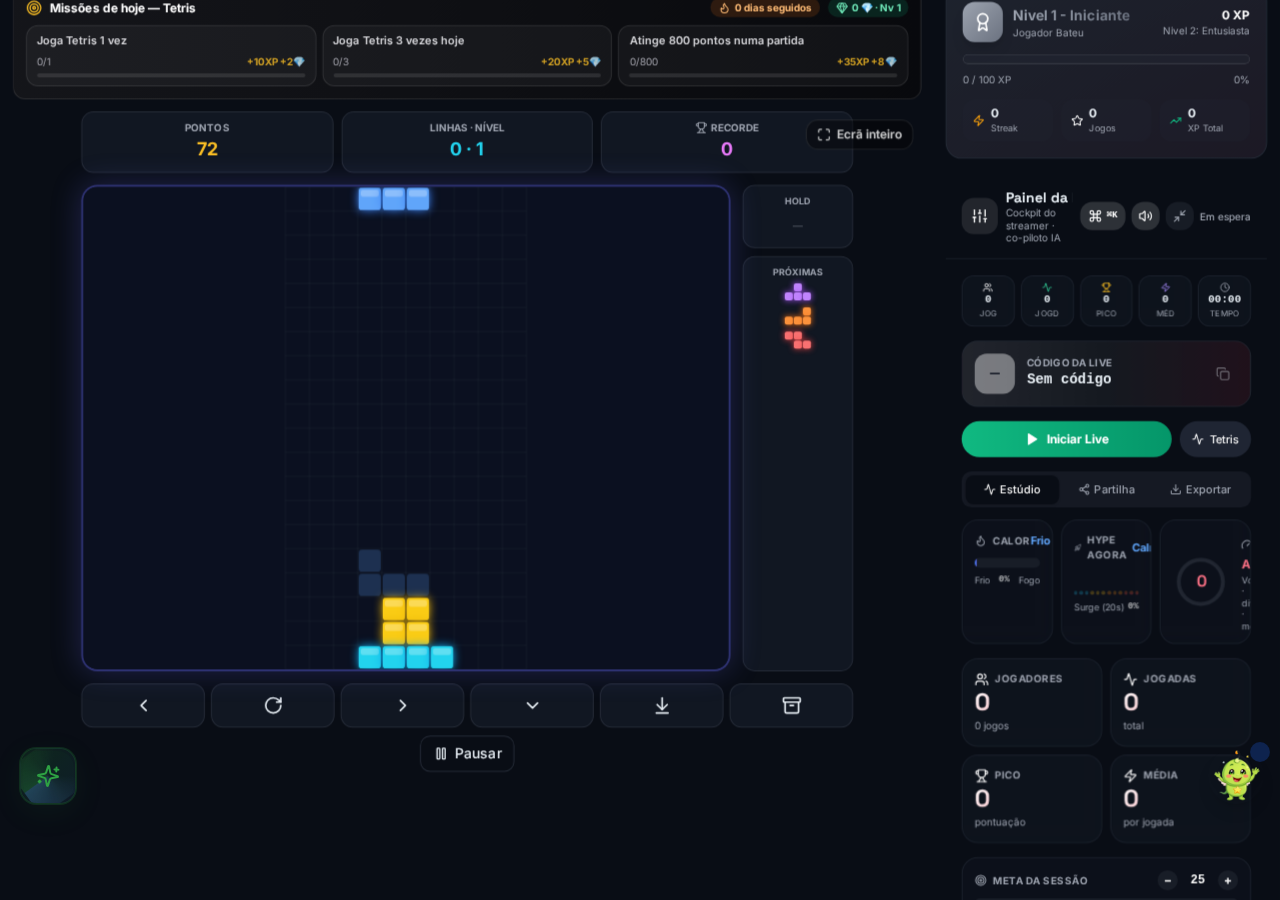 Missões de hoje — Tetris
0 dias seguidos
0 💎 · Nv 1
Joga Tetris 1 vez
0/1
+10XP +2💎
Joga Tetris 3 vezes hoje
0/3
+20XP +5💎
Atinge 800 pontos numa partida
0/800
+35XP +8💎
PONTOS
72
LINHAS · NÍVEL
0 · 1
RECORDE
0
Ecrã inteiro
HOLD
—
PRÓXIMAS
Pausar
Nível 1 - Iniciante
Jogador Bateu
0 XP
Nível 2: Entusiasta
0 / 100 XP
0%
0
Streak
0
Jogos
0
XP Total
Painel da
Cockpit do
streamer ·
co-piloto IA
⌘K
Em espera
0
JOG
0
JOGD
0
PICO
0
MÉD
00:00
TEMPO
—
CÓDIGO DA LIVE
Sem código
Iniciar Live
Tetris
Estúdio
Partilha
Exportar
CALOR
Frio
Frio
0%
Fogo
HYPE
AGORA
Surge (20s)
0%
0
JOGADORES
0
0 jogos
JOGADAS
0
total
PICO
0
pontuação
MÉDIA
0
por jogada
META DA SESSÃO
−
25
+